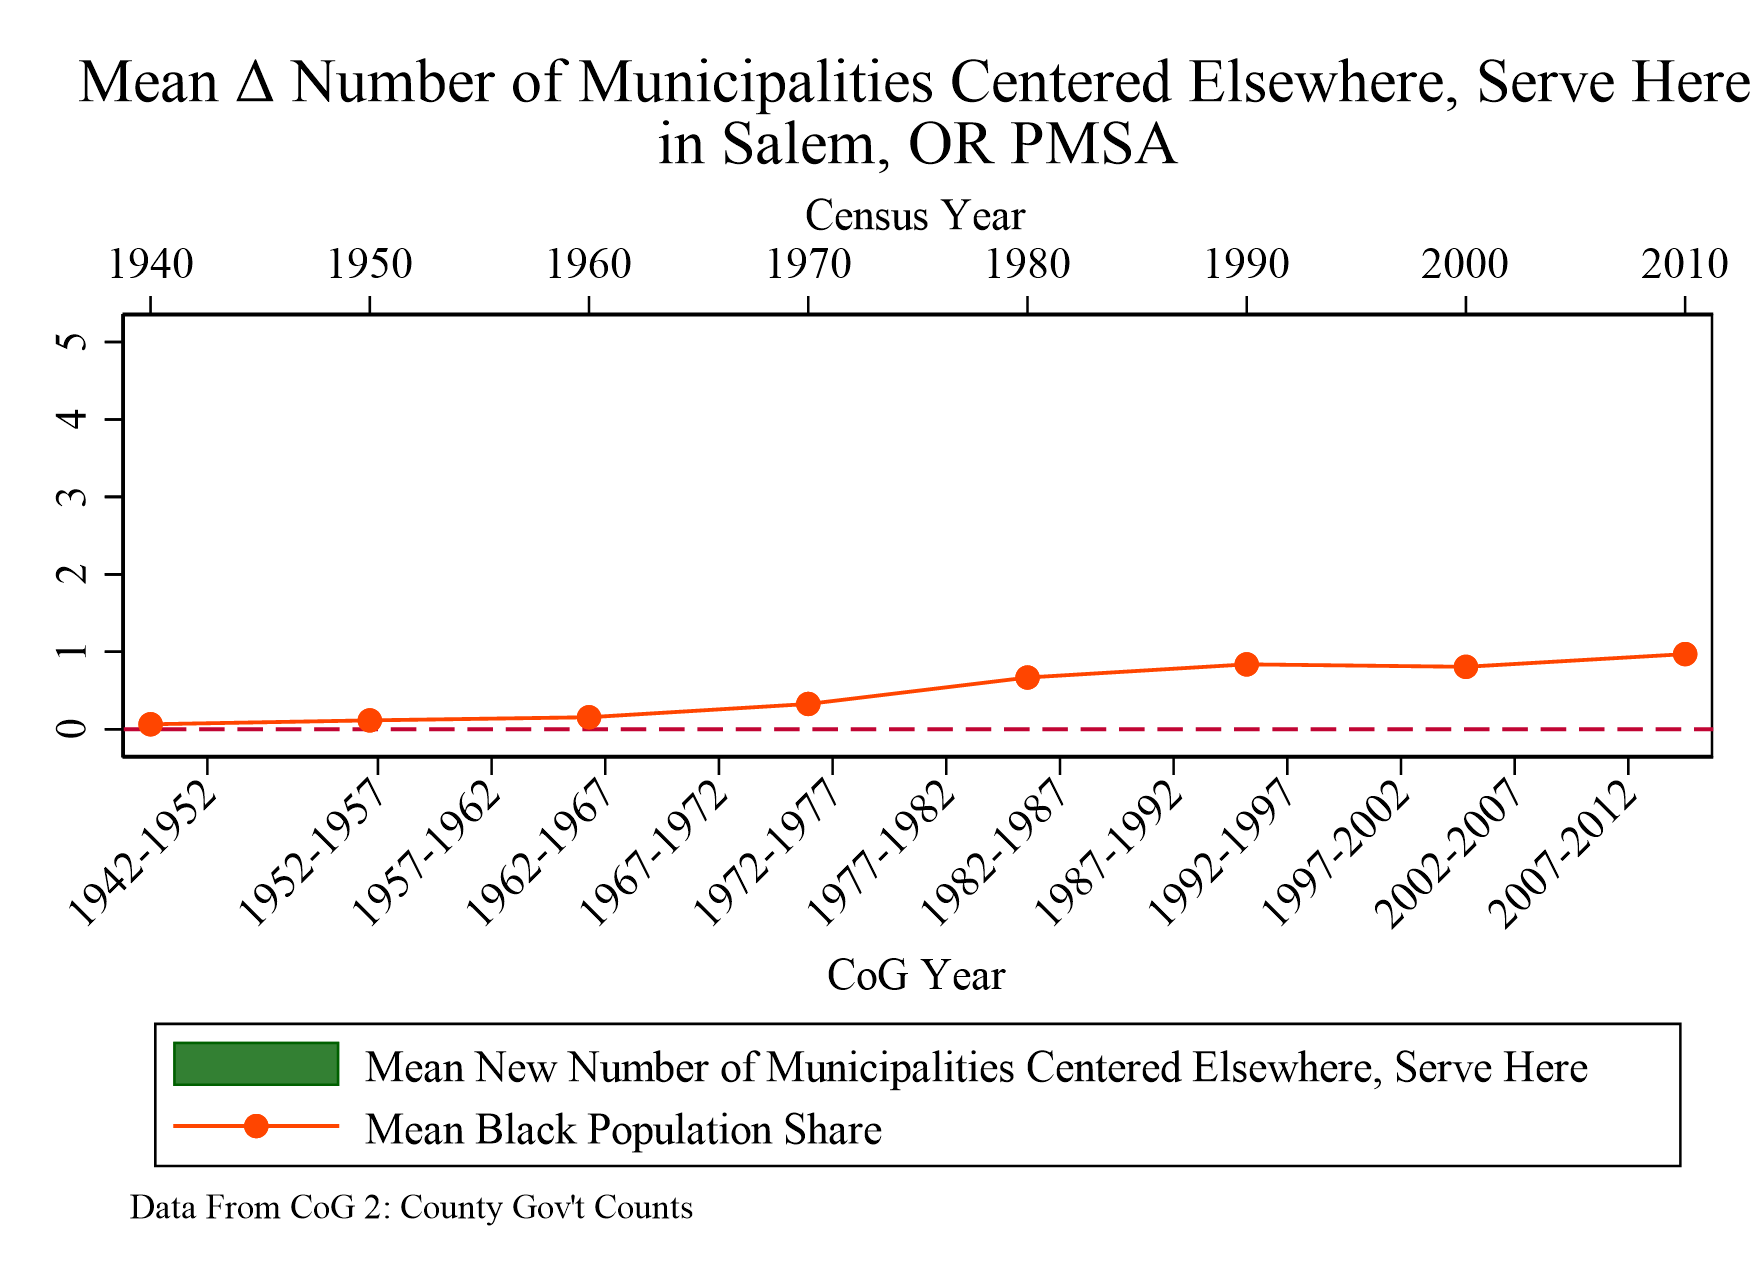 Mean Δ Number of Municipalities Centered Elsewhere, Serve Here
in Salem, OR PMSA
Census Year
1940 1950 1960 1970 1980 1990 2000 2010
5
4
3
2
1
0
1942-1952 1952-1957 1957-1962 1962-1967 1967-1972 1972-1977 1977-1982 1982-1987 1987-1992 1992-1997 1997-2002 2002-2007 2007-2012
CoG Year
Mean New Number of Municipalities Centered Elsewhere, Serve Here
Mean Black Population Share
Data From CoG 2: County Gov't Counts